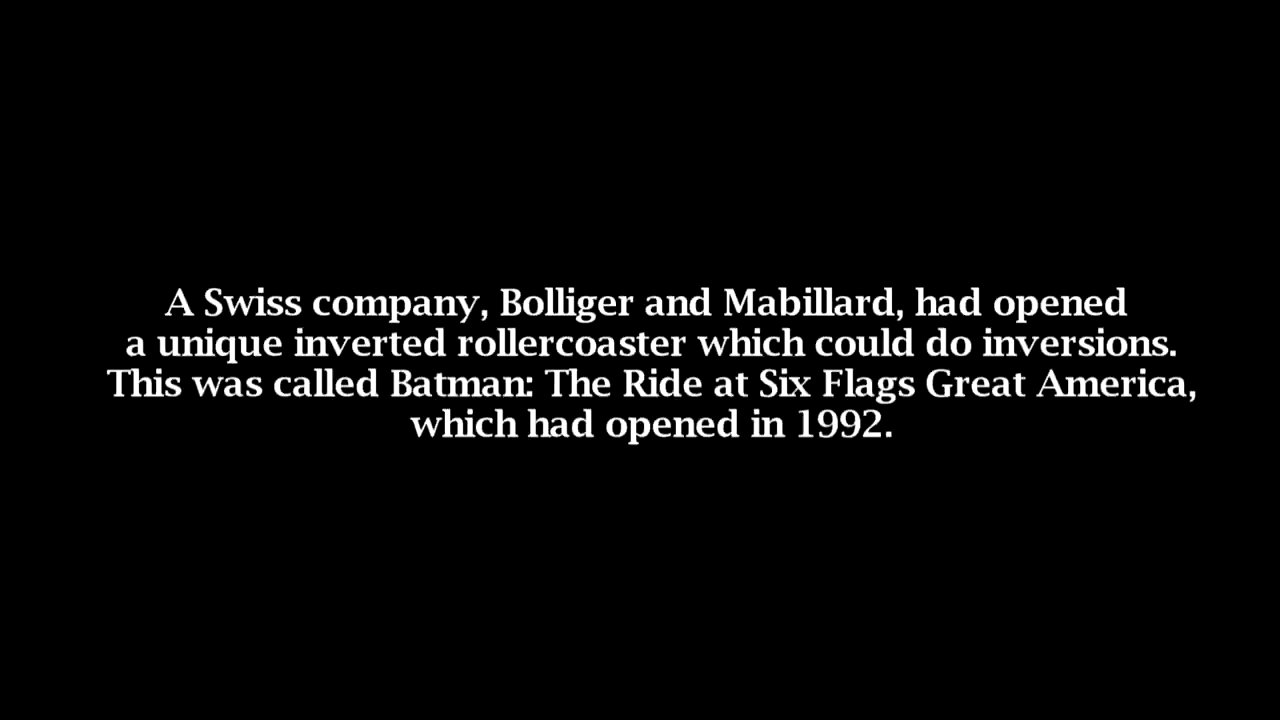 A Swiss company, Bolliger and Mabillard, had opened
a unique inverted rollercoaster which could do inversions.
This was called Batman: The Ride at Six Flags Great America,
which had opened in 1992.